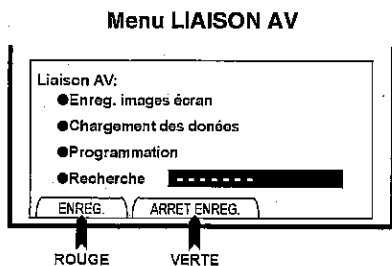 Menu LIAISON AV
Liaison AV:
●Enreg. images écran
●Chargement des donées
●Programmation
●Recherche - - - - - - -
ENREG. ARRET ENREG.
ROUGE VERTE